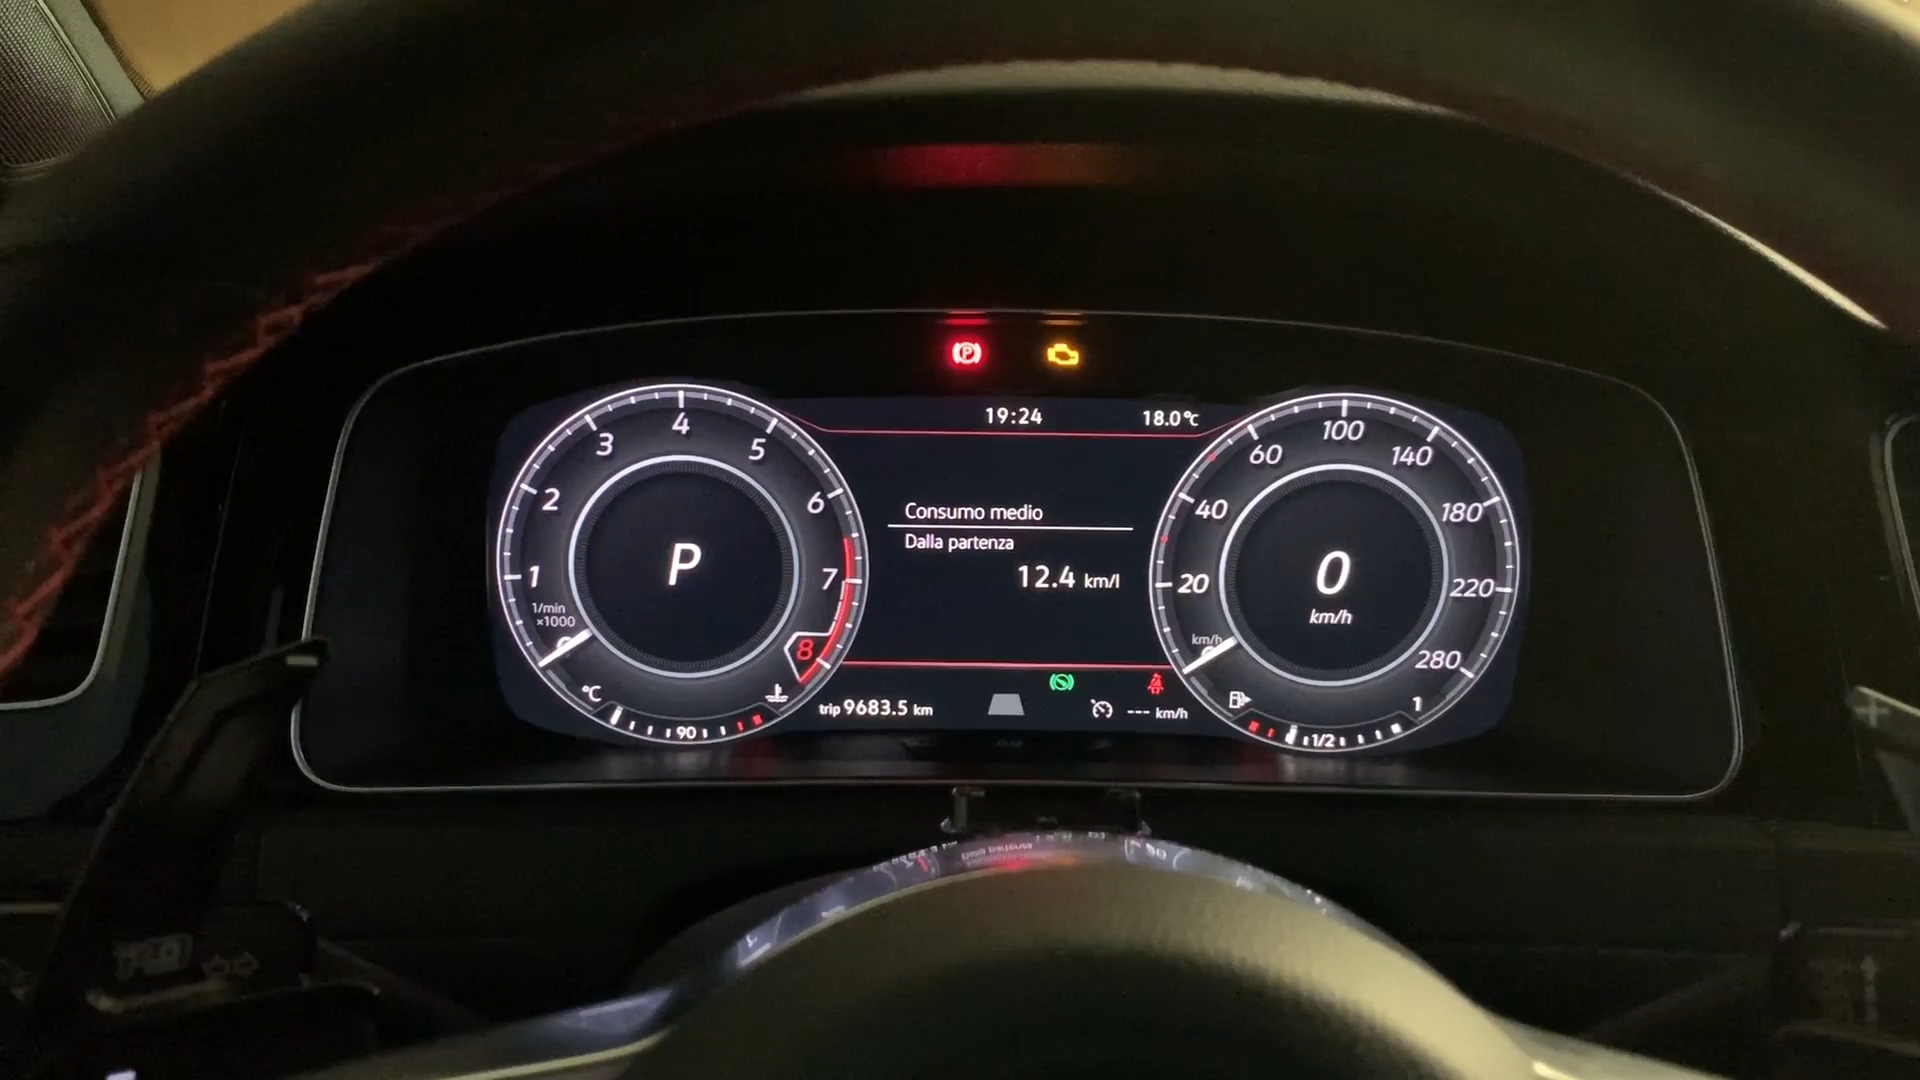 19:24 18.0°C
Consumo medio
Dalla partenza
12.4 km/l
P
1 2 3 4 5 6 7 8
1/min
×1000
°C
90
0
km/h
20 40 60 100 140 180 220 280
km/h
1/2 1
trip 9683.5 km
--- km/h